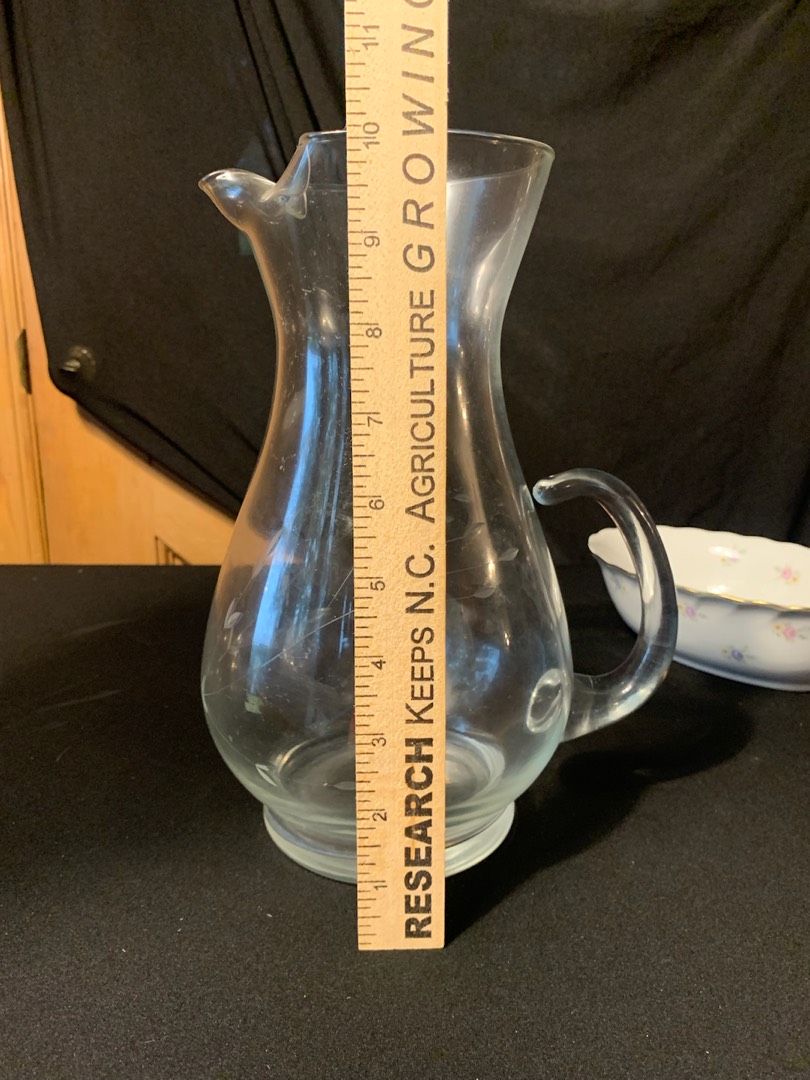 RESEARCH KEEPS N.C. AGRICULTURE GROWING
1 2 3 4 5 6 7 8 9 10 11